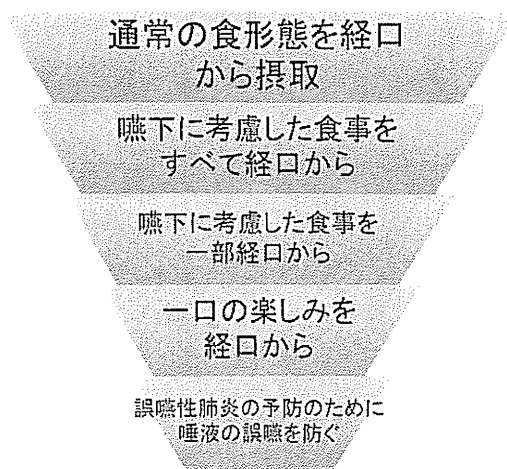 通常の食形態を経口
から摂取
嚥下に考慮した食事を
すべて経口から
嚥下に考慮した食事を
一部経口から
一口の楽しみを
経口から
誤嚥性肺炎の予防のために
唾液の誤嚥を防ぐ